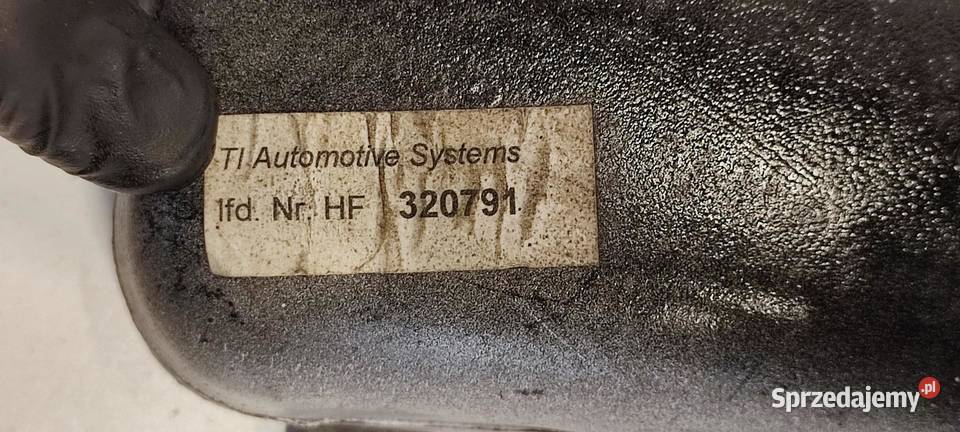 TI Automotive Systems
lfd. Nr. HF 320791
Sprzedajemy.pl